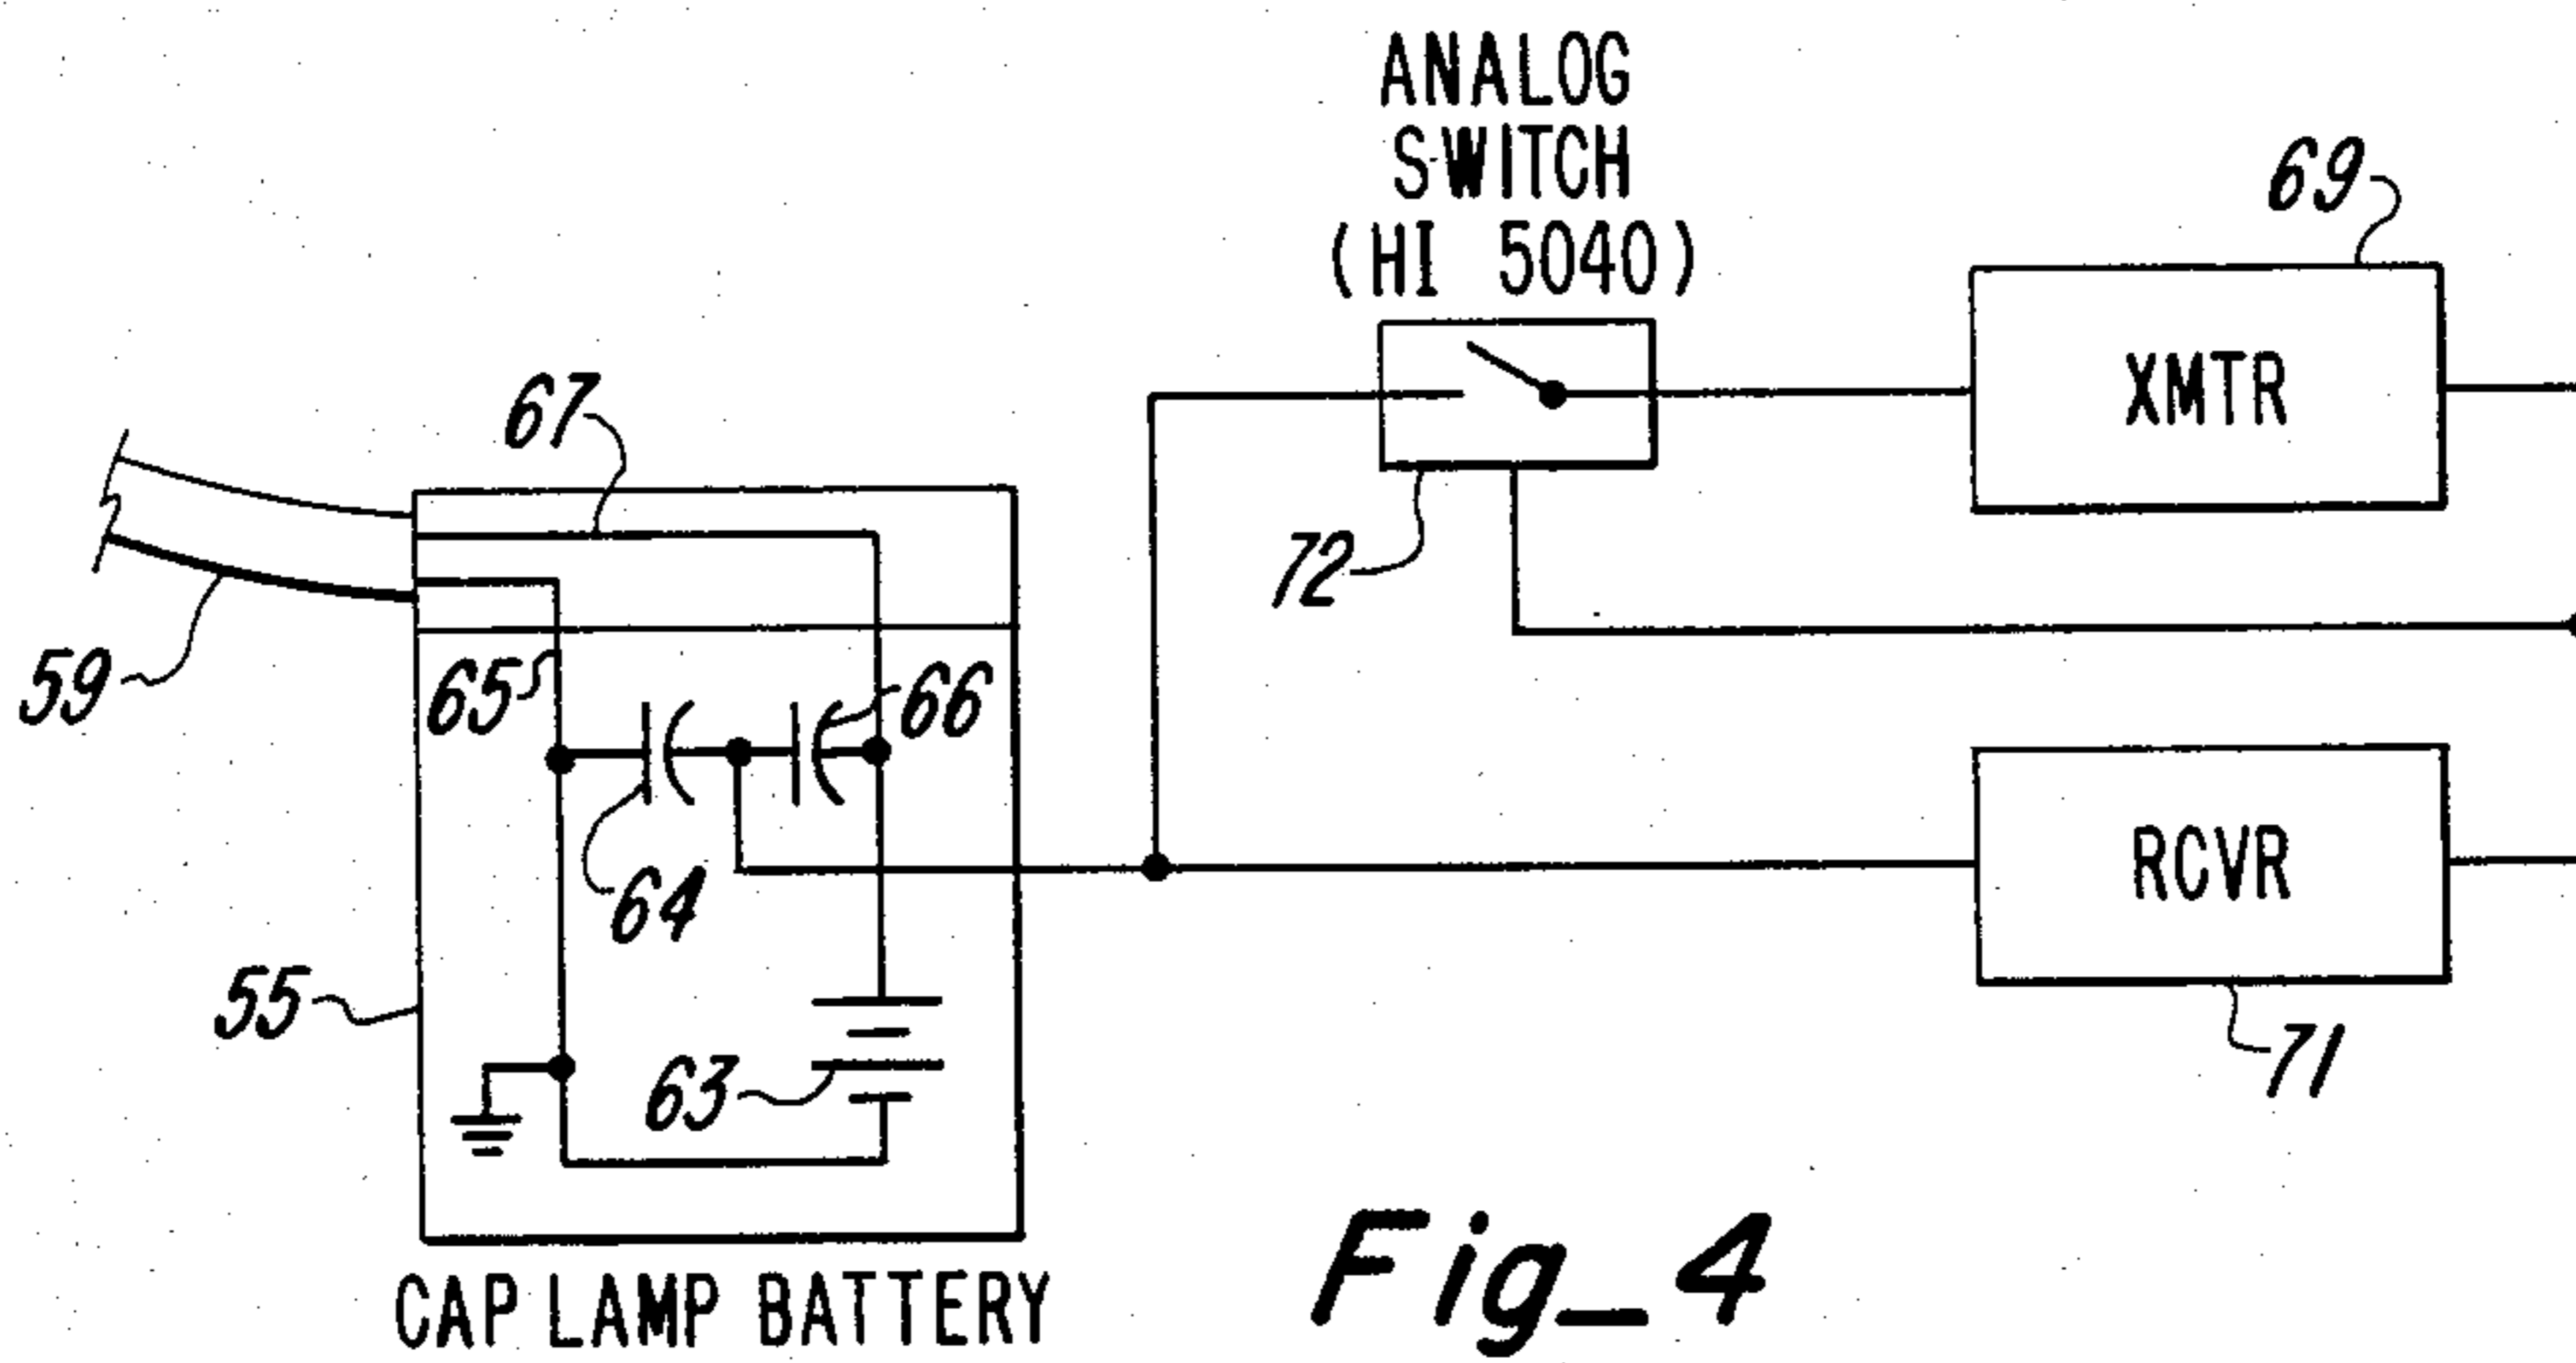 ANALOG
SWITCH
(HI 5040)
69
XMTR
67
72
59
65
66
64
RCVR
55
63
71
CAP LAMP BATTERY
Fig_4